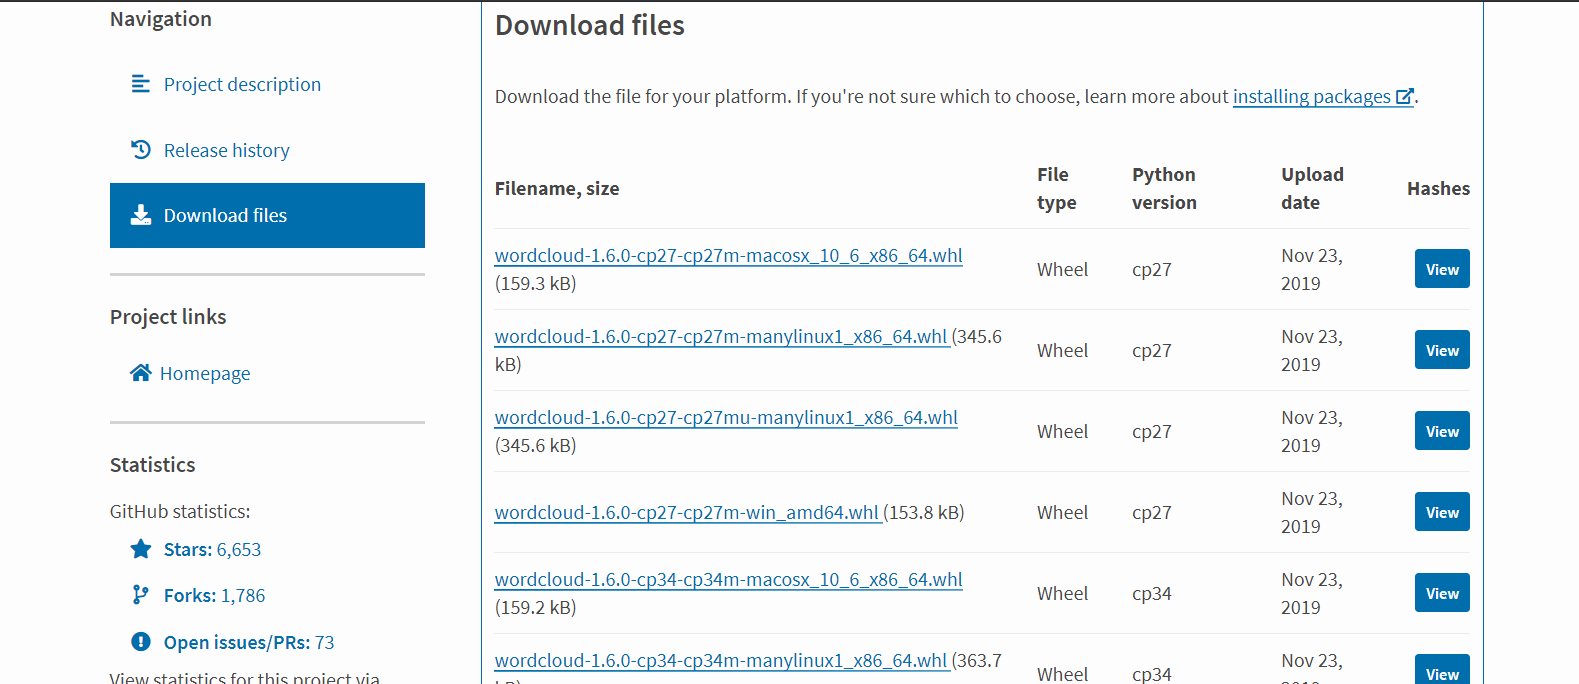 Navigation
Project description
Release history
Download files
Project links
Homepage
Statistics
GitHub statistics:
Stars: 6,653
Forks: 1,786
Open issues/PRs: 73
View statistics for this project via
Download files
Download the file for your platform. If you're not sure which to choose, learn more about installing packages.
Filename, size
File type
Python version
Upload date
Hashes
wordcloud-1.6.0-cp27-cp27m-macosx_10_6_x86_64.whl
(159.3 kB)
Wheel
cp27
Nov 23,
2019
View
wordcloud-1.6.0-cp27-cp27m-manylinux1_x86_64.whl (345.6
kB)
Wheel
cp27
Nov 23,
2019
View
wordcloud-1.6.0-cp27-cp27mu-manylinux1_x86_64.whl
(345.6 kB)
Wheel
cp27
Nov 23,
2019
View
wordcloud-1.6.0-cp27-cp27m-win_amd64.whl (153.8 kB)
Wheel
cp27
Nov 23,
2019
View
wordcloud-1.6.0-cp34-cp34m-macosx_10_6_x86_64.whl
(159.2 kB)
Wheel
cp34
Nov 23,
2019
View
wordcloud-1.6.0-cp34-cp34m-manylinux1_x86_64.whl (363.7
Wheel
cp34
Nov 23,
View